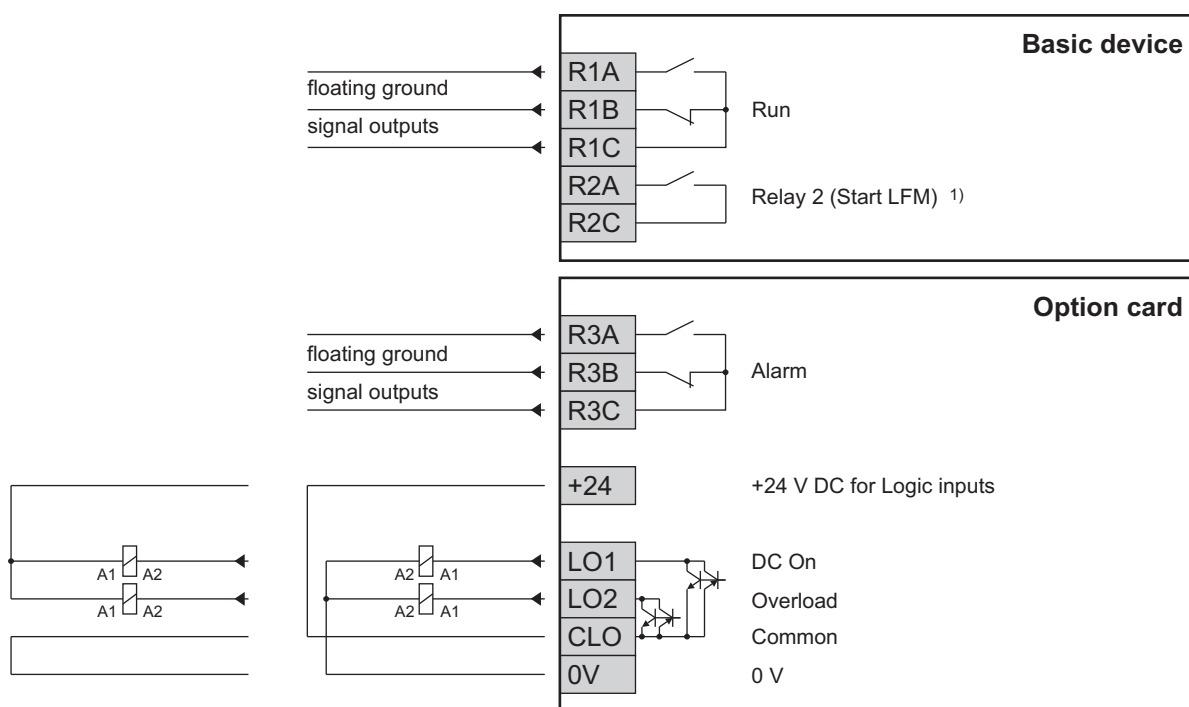 Basic device
R1A
floating ground
R1B
Run
signal outputs
R1C
R2A
Relay 2 (Start LFM) 1)
R2C
Option card
R3A
floating ground
R3B
Alarm
signal outputs
R3C
+24
+24 V DC for Logic inputs
LO1
DC On
A1 A2
A2 A1
LO2
Overload
A1 A2
A2 A1
CLO
Common
0V
0 V